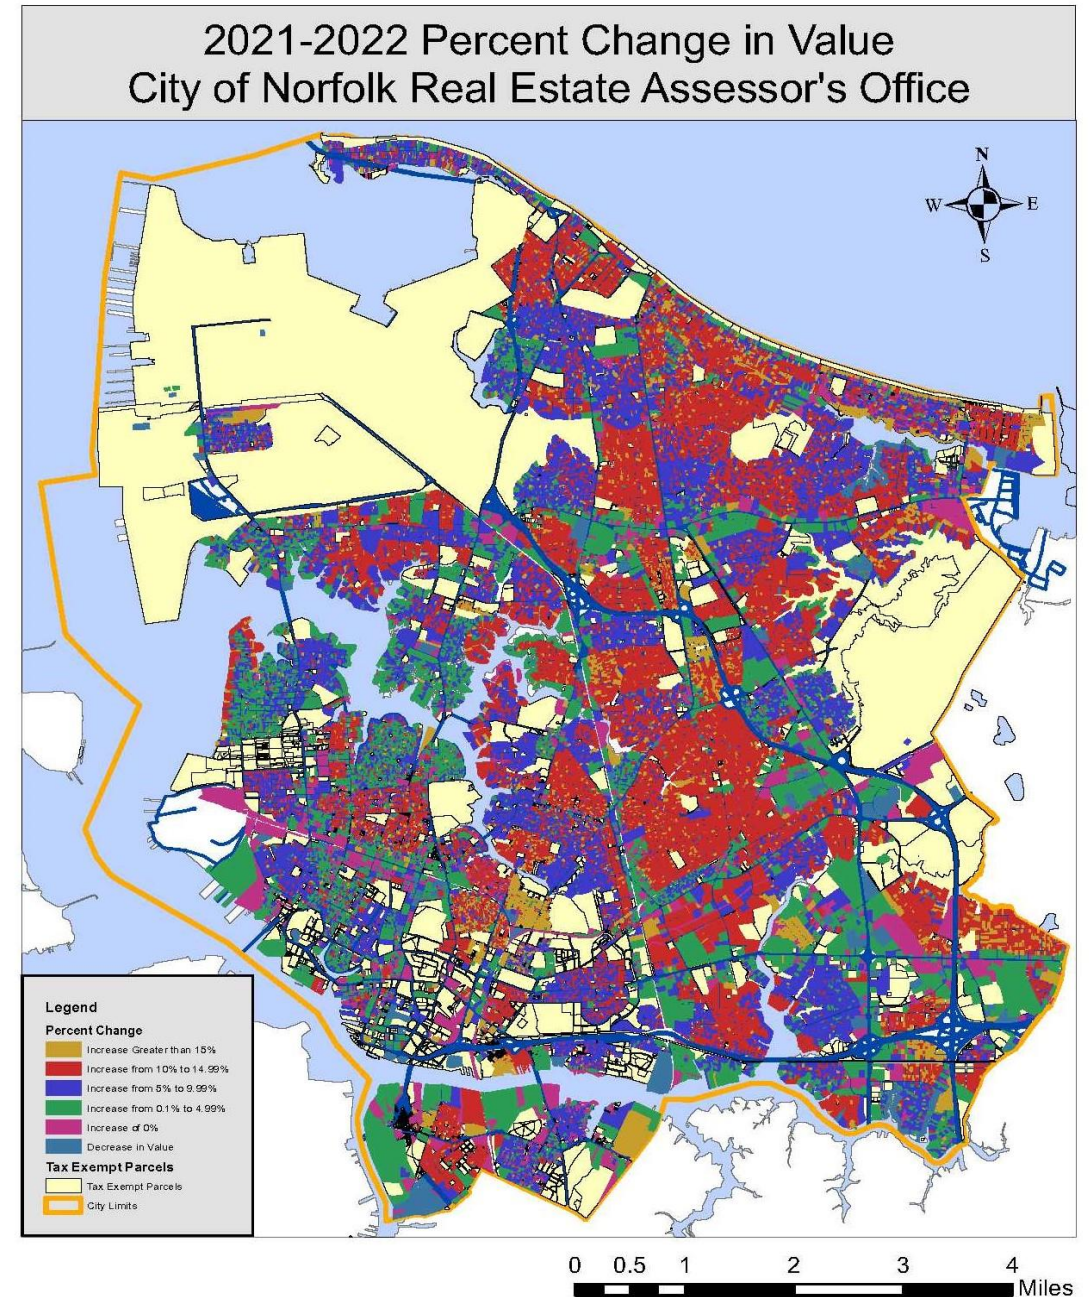 2021-2022 Percent Change in Value
City of Norfolk Real Estate Assessor's Office
N
W
E
S
Legend
Percent Change
Increase Greater than 15%
Increase from 10% to 14.99%
Increase from 5% to 9.99%
Increase from 0.1% to 4.99%
Increase of 0%
Decrease in Value
Tax Exempt Parcels
Tax Exempt Parcels
City Limits
0 0.5 1 2 3 4
Miles